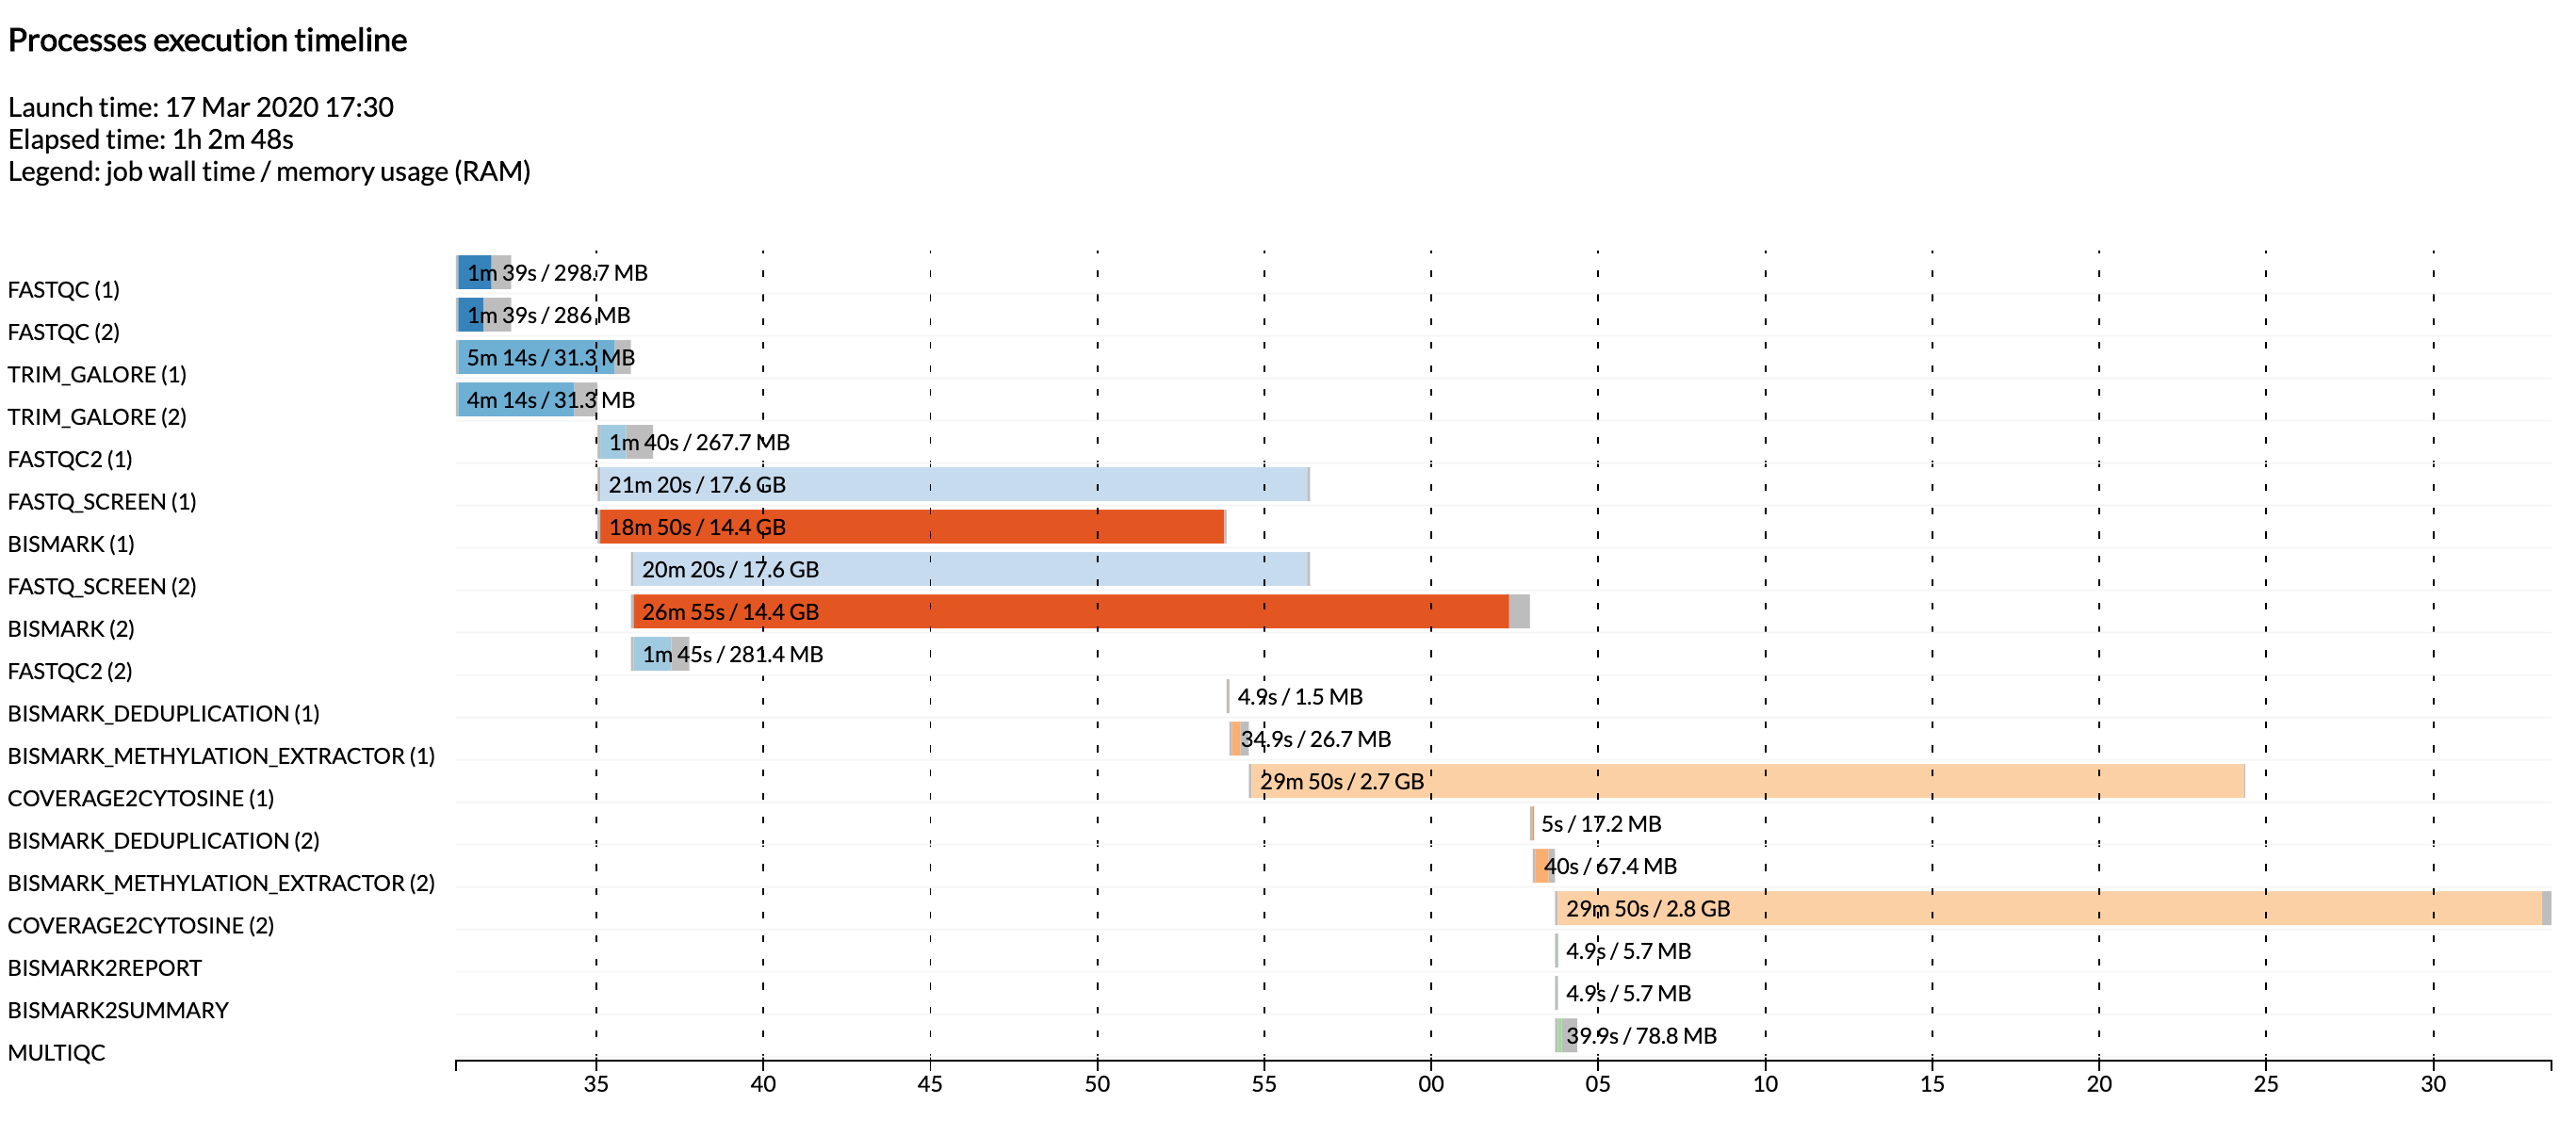 Processes execution timeline
Launch time: 17 Mar 2020 17:30
Elapsed time: 1h 2m 48s
Legend: job wall time / memory usage (RAM)
1m 39s / 298.7 MB
FASTQC (1)
1m 39s / 286 MB
FASTQC (2)
5m 14s / 31.3 MB
TRIM_GALORE (1)
4m 14s / 31.3 MB
TRIM_GALORE (2)
1m 40s / 267.7 MB
FASTQC2 (1)
21m 20s / 17.6 GB
FASTQ_SCREEN (1)
18m 50s / 14.4 GB
BISMARK (1)
20m 20s / 17.6 GB
FASTQ_SCREEN (2)
26m 55s / 14.4 GB
BISMARK (2)
1m 45s / 281.4 MB
FASTQC2 (2)
4.9s / 1.5 MB
BISMARK_DEDUPLICATION (1)
34.9s / 26.7 MB
BISMARK_METHYLATION_EXTRACTOR (1)
29m 50s / 2.7 GB
COVERAGE2CYTOSINE (1)
5s / 17.2 MB
BISMARK_DEDUPLICATION (2)
40s / 67.4 MB
BISMARK_METHYLATION_EXTRACTOR (2)
29m 50s / 2.8 GB
COVERAGE2CYTOSINE (2)
4.9s / 5.7 MB
BISMARK2REPORT
4.9s / 5.7 MB
BISMARK2SUMMARY
39.9s / 78.8 MB
MULTIQC
35 40 45 50 55 00 05 10 15 20 25 30